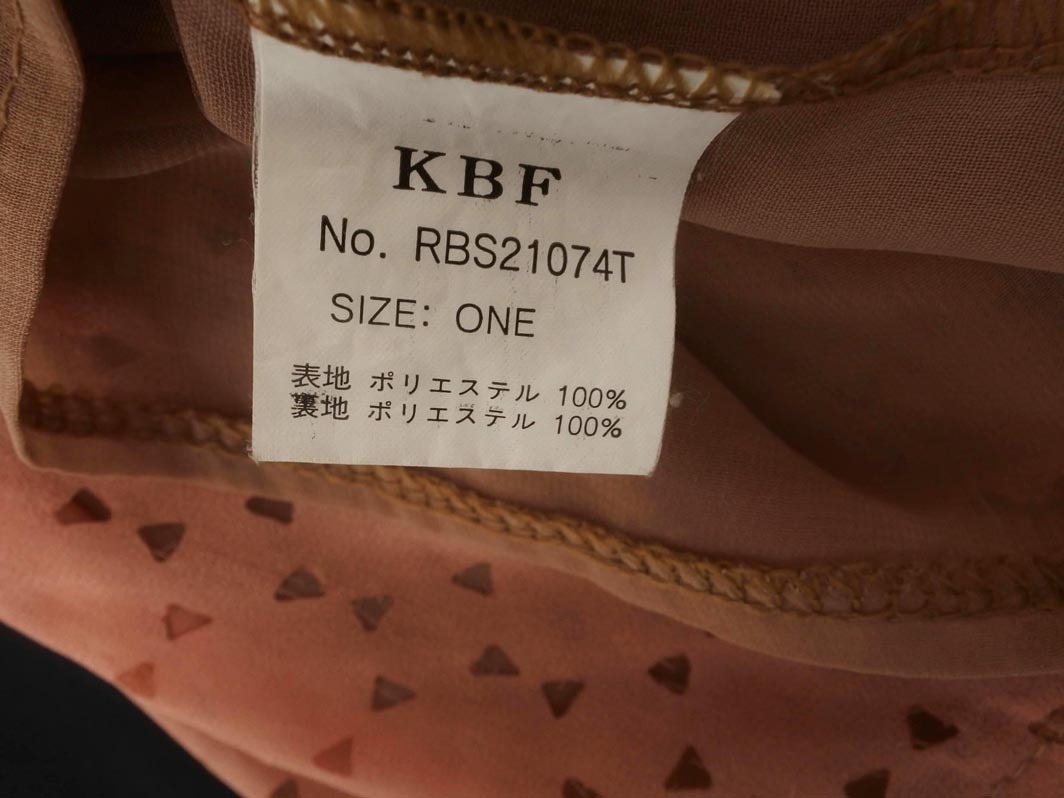 KBF
No. RBS21074T
SIZE: ONE
表地 ポリエステル 100%
裏地 ポリエステル 100%